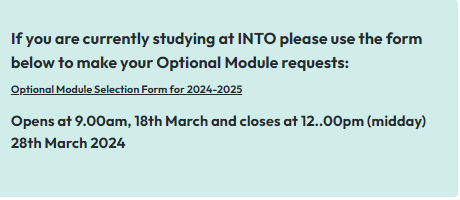 If you are currently studying at INTO please use the form
below to make your Optional Module requests:
Optional Module Selection Form for 2024-2025
Opens at 9.00am, 18th March and closes at 12..00pm (midday)
28th March 2024